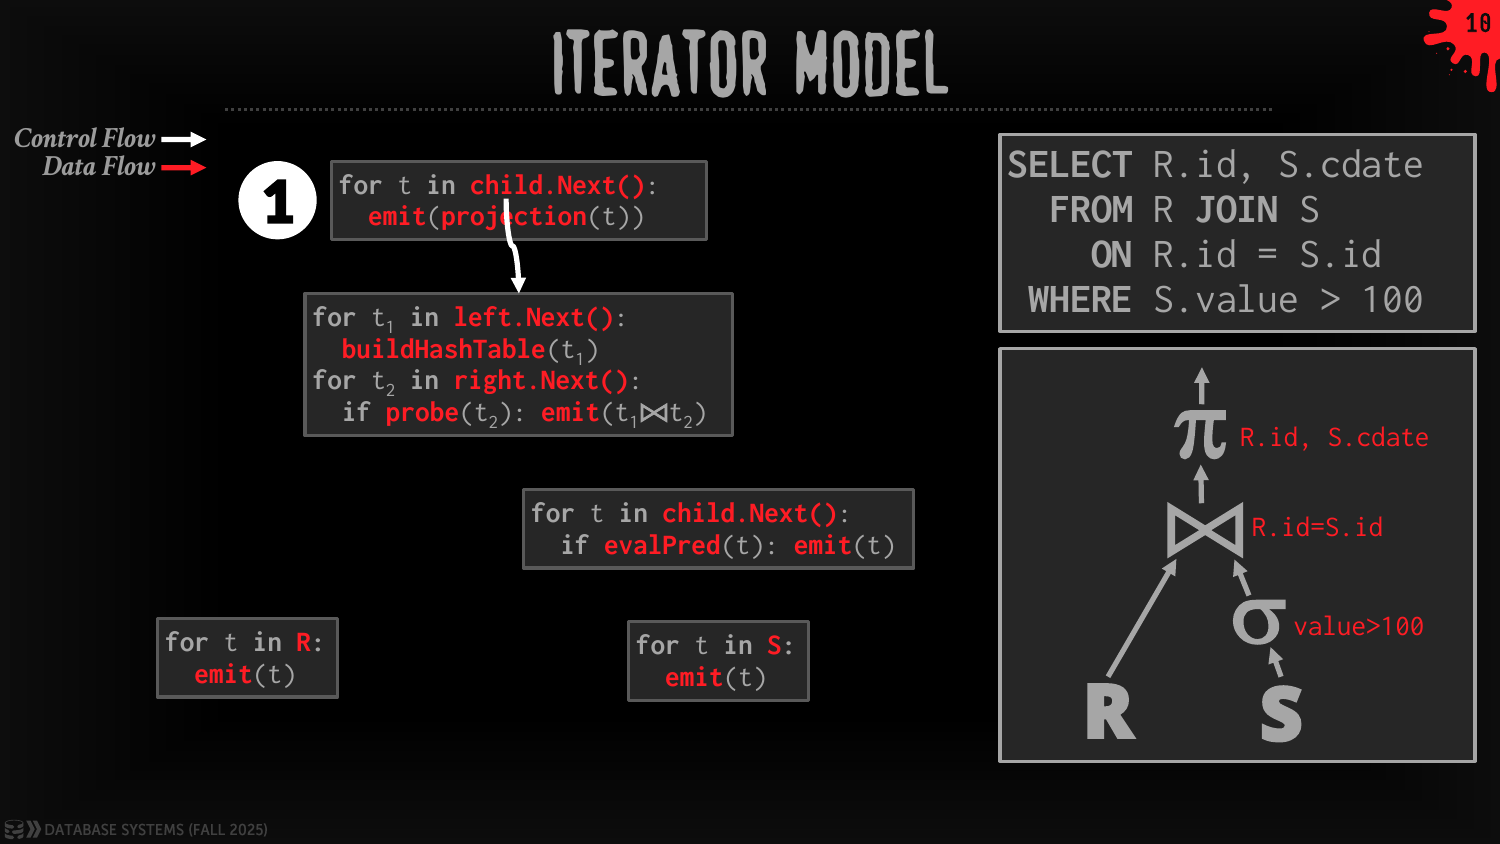 ITERATOR MODEL
10
Control Flow
Data Flow
1
for t in child.Next():
emit(projection(t))
for t₁ in left.Next():
buildHashTable(t₁)
for t₂ in right.Next():
if probe(t₂): emit(t₁⨝t₂)
for t in child.Next():
if evalPred(t): emit(t)
for t in R:
emit(t)
for t in S:
emit(t)
SELECT R.id, S.cdate
FROM R JOIN S
ON R.id = S.id
WHERE S.value > 100
π R.id, S.cdate
⨝ R.id=S.id
σ value>100
R S
DATABASE SYSTEMS (FALL 2025)